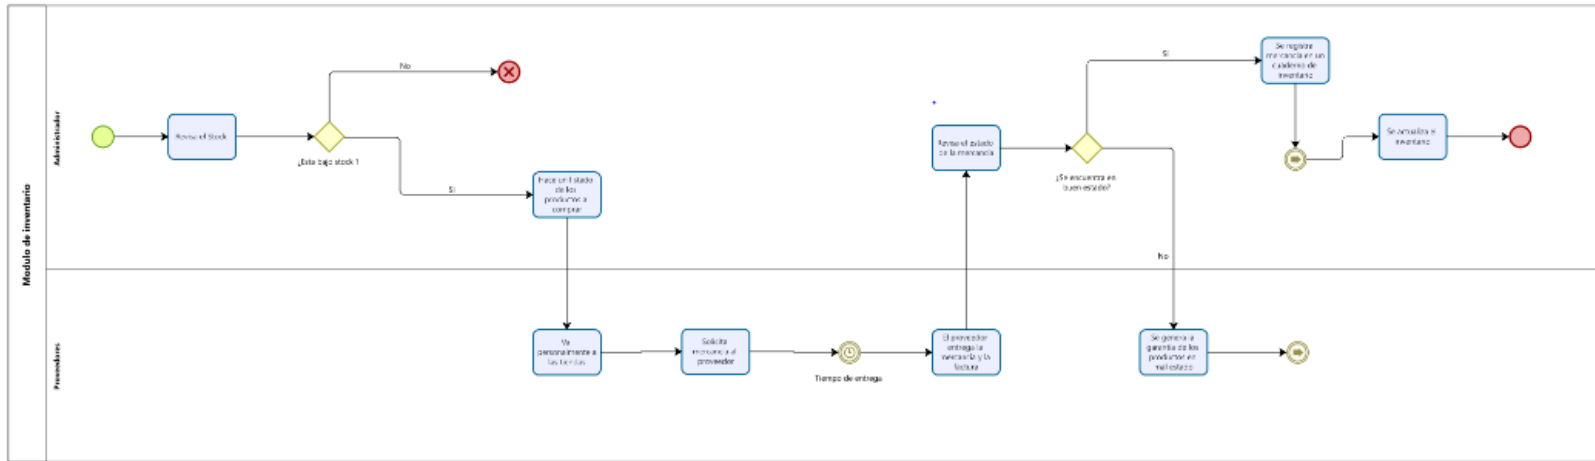 Modulo de inventario
Administrador
Revisa el Stock
¿Esta bajo stock ?
No
Si
Hace un listado
de los
productos a
comprar
Revisa el estado
de la mercancia
¿Se encuentra en
buen estado?
Si
No
Se registra
mercancia en un
cuaderno de
inventario
Se actualiza el
inventario
Proveedores
Va
personalmente a
las tiendas
Solicita
mercancia al
proveedor
Tiempo de entrega
El proveedor
entrega la
mercancia y la
factura
Se genera la
garantia de los
productos en
mal estado